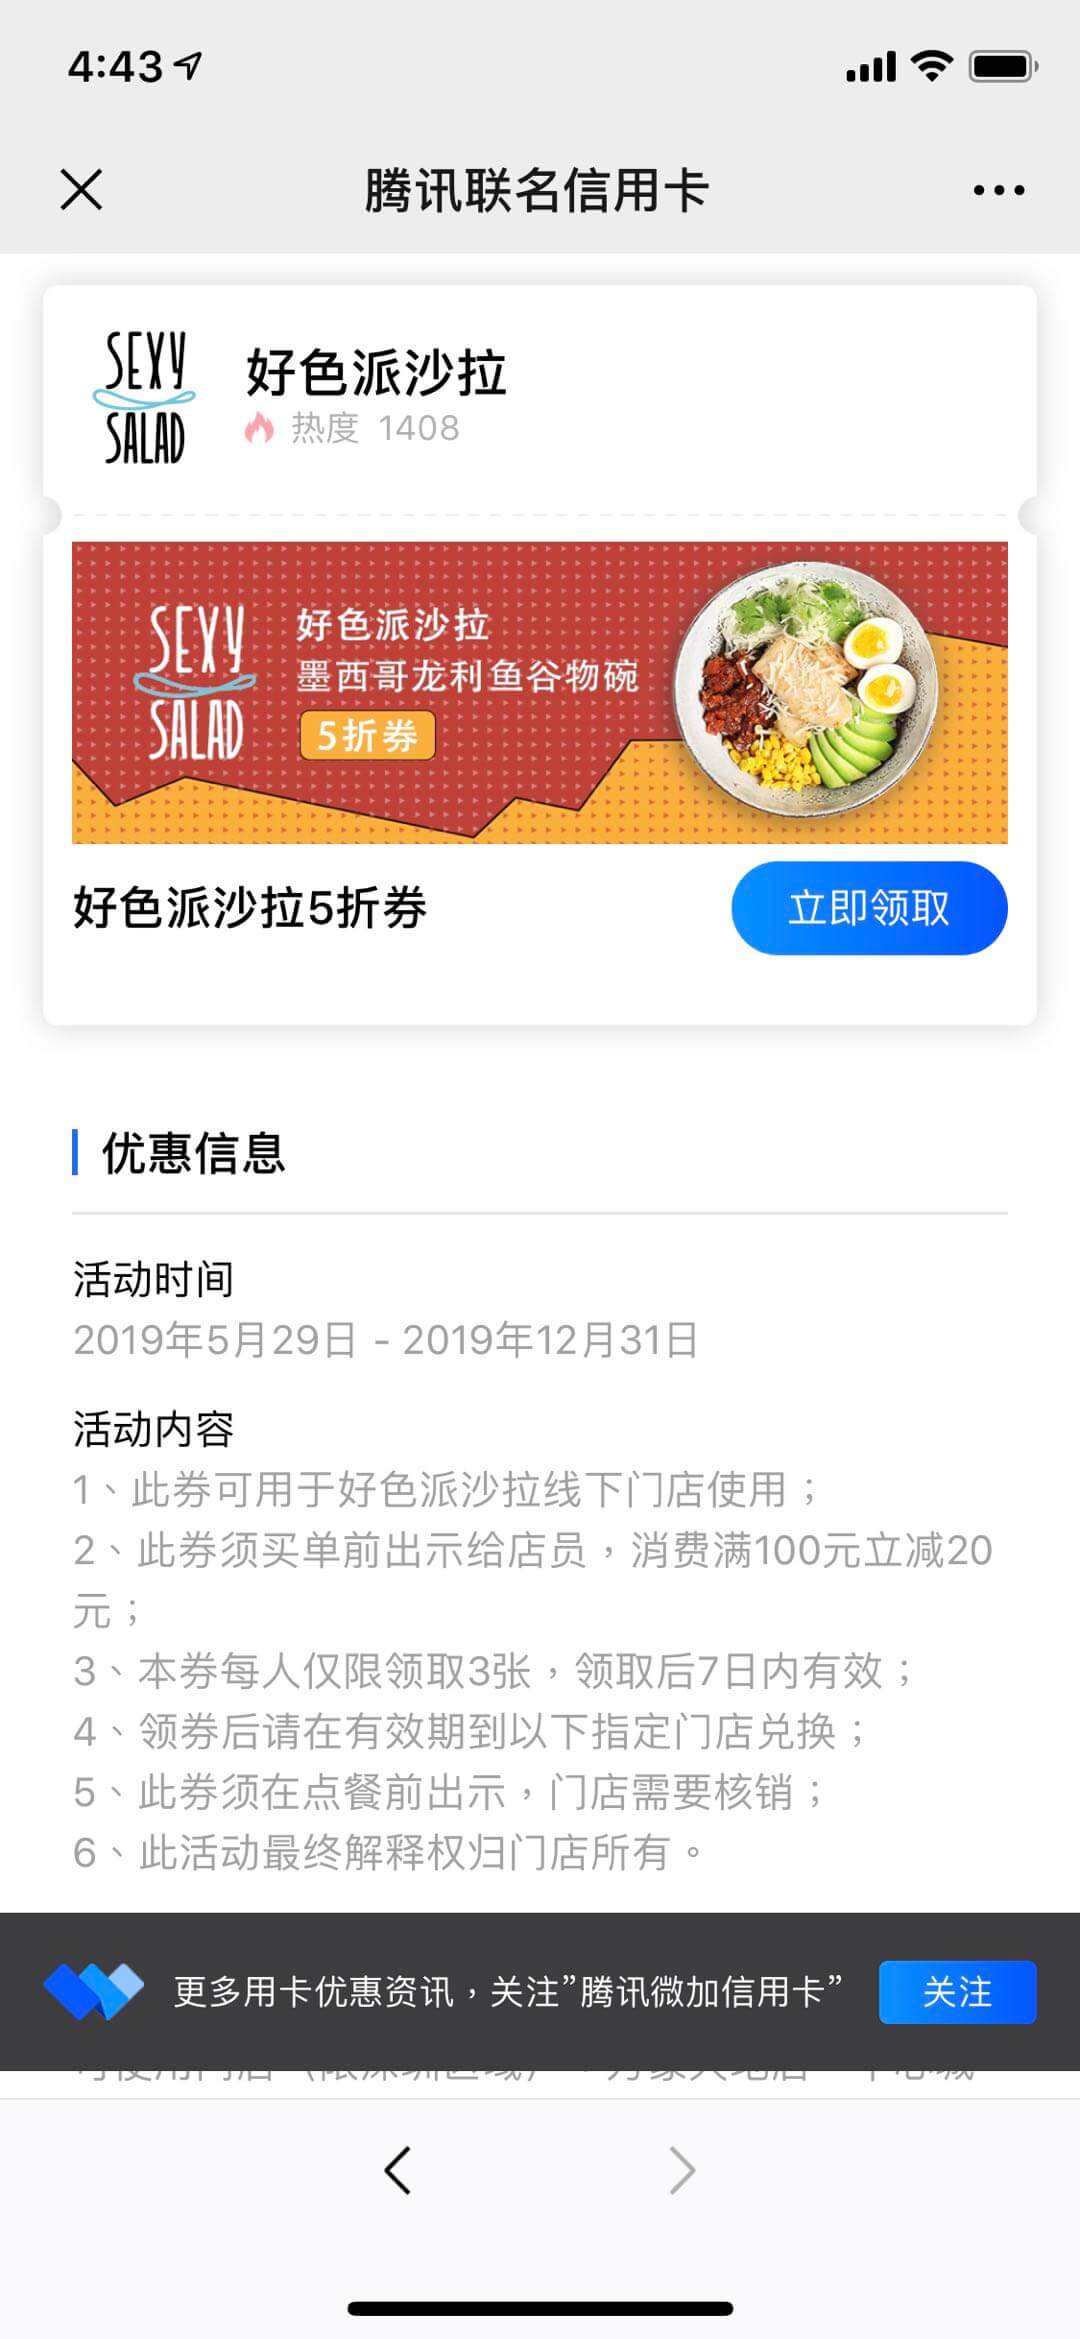 4:43
腾讯联名信用卡
SEXY
SALAD
好色派沙拉
热度 1408
SEXY
SALAD
好色派沙拉
墨西哥龙利鱼谷物碗
5折券
好色派沙拉5折券
立即领取
优惠信息
活动时间
2019年5月29日 - 2019年12月31日
活动内容
1、此券可用于好色派沙拉线下门店使用；
2、此券须买单前出示给店员，消费满100元立减20
元；
3、本券每人仅限领取3张，领取后7日内有效；
4、领券后请在有效期到以下指定门店兑换；
5、此券须在点餐前出示，门店需要核销；
6、此活动最终解释权归门店所有。
更多用卡优惠资讯，关注”腾讯微加信用卡”
关注